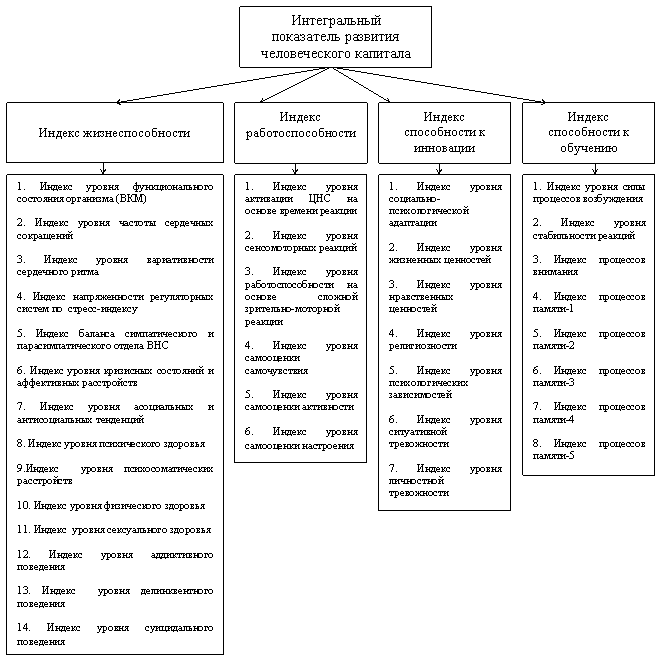 Интегральный
показатель развития
человеческого капитала
Индекс жизнеспособности
1. Индекс уровня функционального
состояния организма (ВКМ)
2. Индекс уровня частоты сердечных
сокращений
3. Индекс уровня вариативности
сердечного ритма
4. Индекс напряженности регуляторных
систем по стресс-индексу
5. Индекс баланса симпатического и
парасимпатического отдела ВНС
6. Индекс уровня кризисных состояний и
аффективных расстройств
7. Индекс уровня асоциальных и
антисоциальных тенденций
8. Индекс уровня психического здоровья
9.Индекс уровня психосоматических
расстройств
10. Индекс уровня физического здоровья
11. Индекс уровня сексуального здоровья
12. Индекс уровня аддиктивного
поведения
13. Индекс уровня делинквентного
поведения
14. Индекс уровня суицидального
поведения
Индекс
работоспособности
1. Индекс уровня
активации ЦНС на
основе времени реакции
2. Индекс уровня
сенсомоторных реакций
3. Индекс уровня
работоспособности на
основе сложной
зрительно-моторной
реакции
4. Индекс уровня
самооценки
самочувствия
5. Индекс уровня
самооценки активности
6. Индекс уровня
самооценки настроения
Индекс
способности к
инновации
1. Индекс уровня
социально-
психологической
адаптации
2. Индекс уровня
жизненных ценностей
3. Индекс уровня
нравственных
ценностей
4. Индекс уровня
религиозности
5. Индекс уровня
психологических
зависимостей
6. Индекс уровня
ситуативной
тревожности
7. Индекс уровня
личностной
тревожности
Индекс
способности к
обучению
1. Индекс уровня силы
процессов возбуждения
2. Индекс уровня
стабильности реакций
3. Индекс процессов
внимания
4. Индекс процессов
памяти-1
5. Индекс процессов
памяти-2
6. Индекс процессов
памяти-3
7. Индекс процессов
памяти-4
8. Индекс процессов
памяти-5